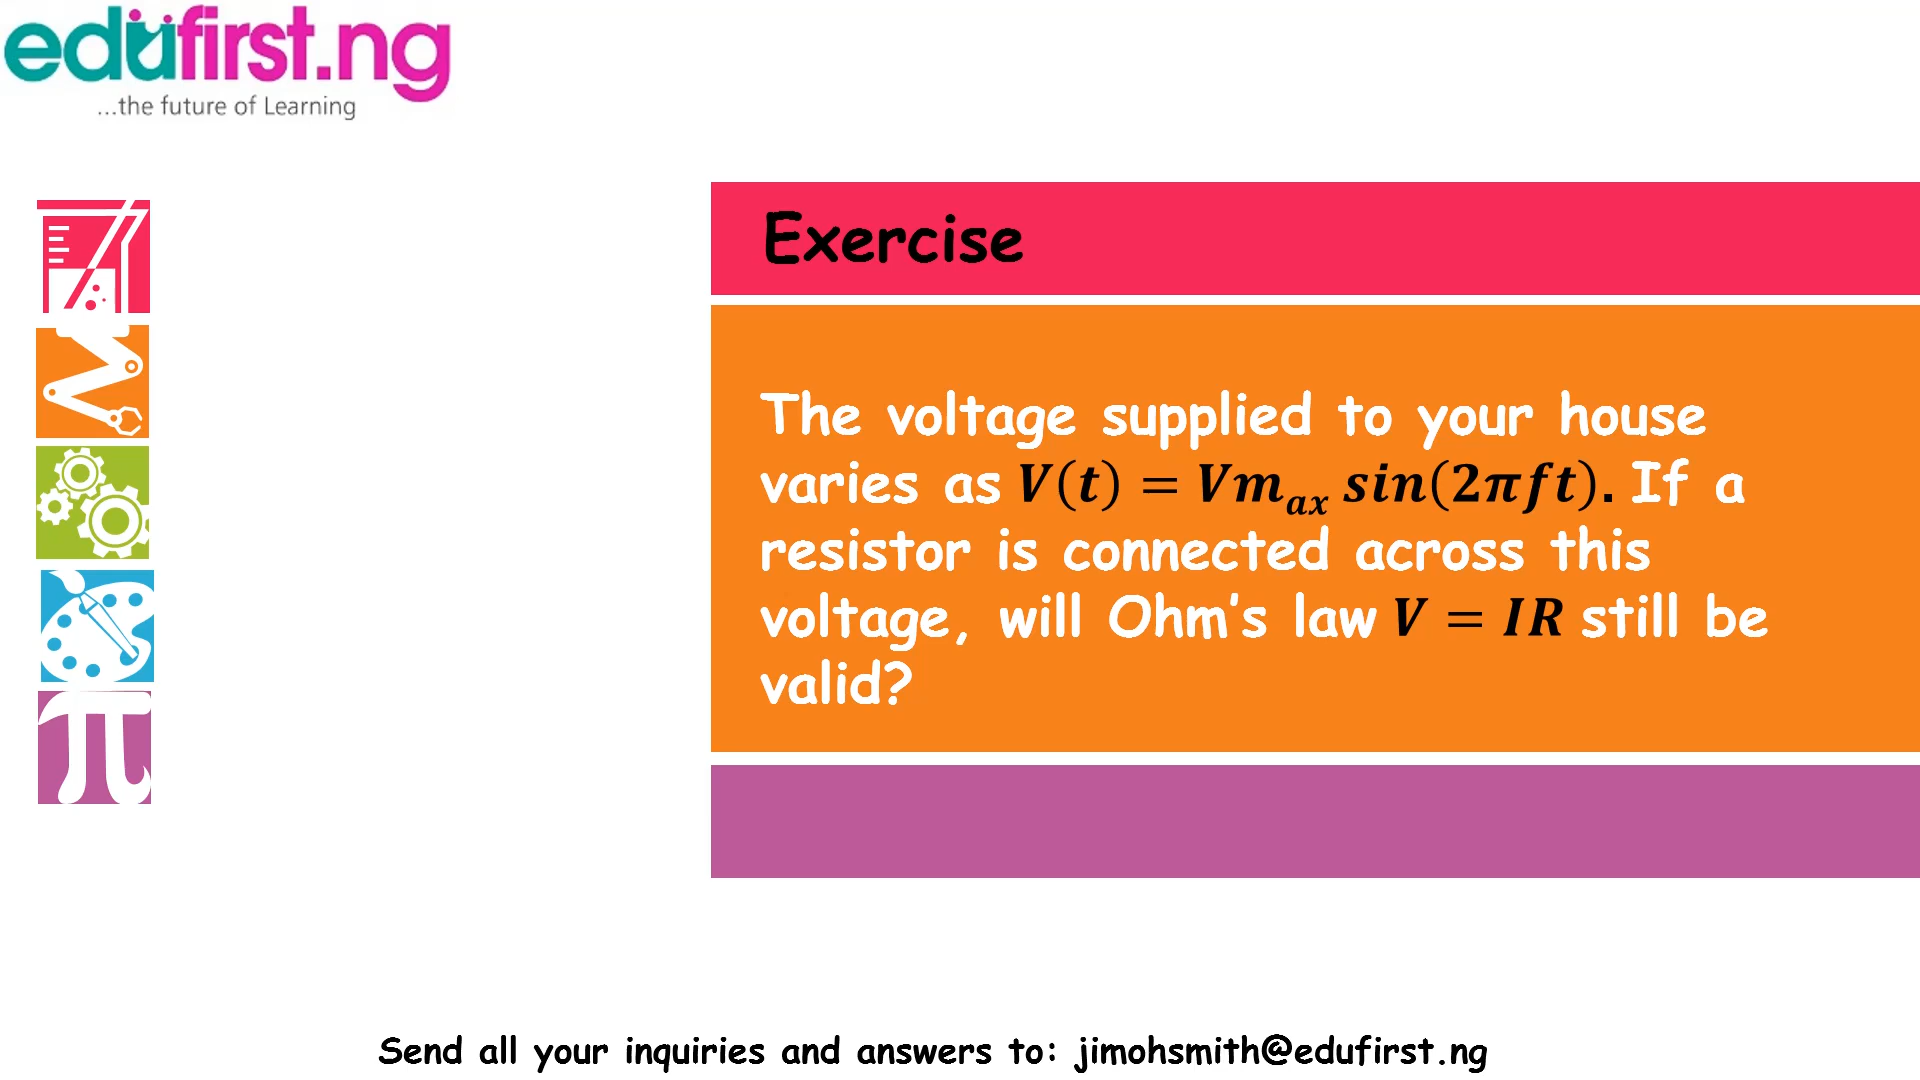 edufirst.ng
...the future of Learning
Exercise
The voltage supplied to your house
varies as V(t) = Vm_{ax} sin(2πft). If a
resistor is connected across this
voltage, will Ohm's law V = IR still be
valid?
π
Send all your inquiries and answers to: jimohsmith@edufirst.ng